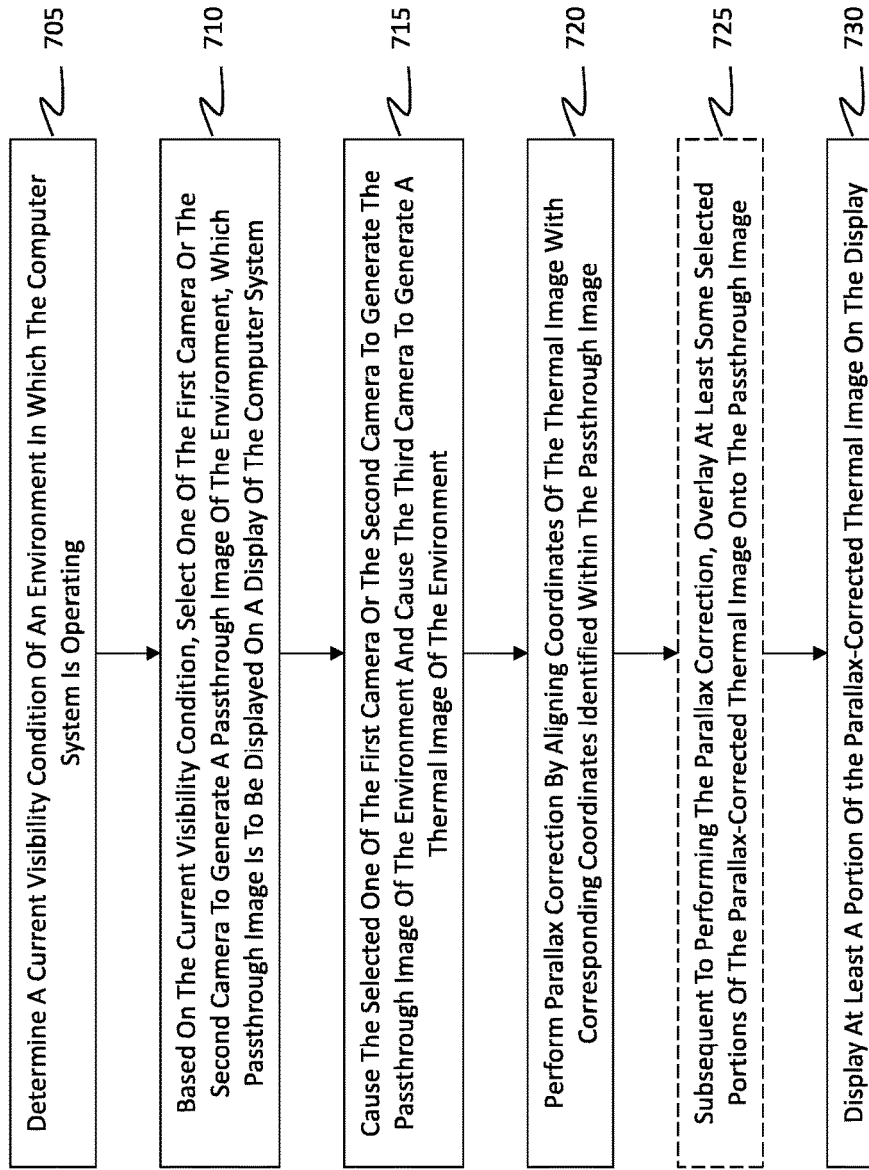 Determine A Current Visibility Condition Of An Environment In Which The Computer
System Is Operating
705
Based On The Current Visibility Condition, Select One Of The First Camera Or The
Second Camera To Generate A Passthrough Image Of The Environment, Which
Passthrough Image Is To Be Displayed On A Display Of The Computer System
710
Cause The Selected One Of The First Camera Or The Second Camera To Generate The
Passthrough Image Of The Environment And Cause The Third Camera To Generate A
Thermal Image Of The Environment
715
Perform Parallax Correction By Aligning Coordinates Of The Thermal Image With
Corresponding Coordinates Identified Within The Passthrough Image
720
Subsequent To Performing The Parallax Correction, Overlay At Least Some Selected
Portions Of The Parallax-Corrected Thermal Image Onto The Passthrough Image
725
Display At Least A Portion Of the Parallax-Corrected Thermal Image On The Display
730